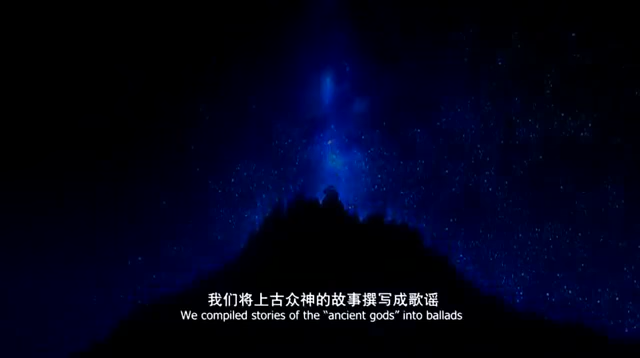 我们将上古众神的故事撰写成歌谣
We compiled stories of the “ancient gods” into ballads